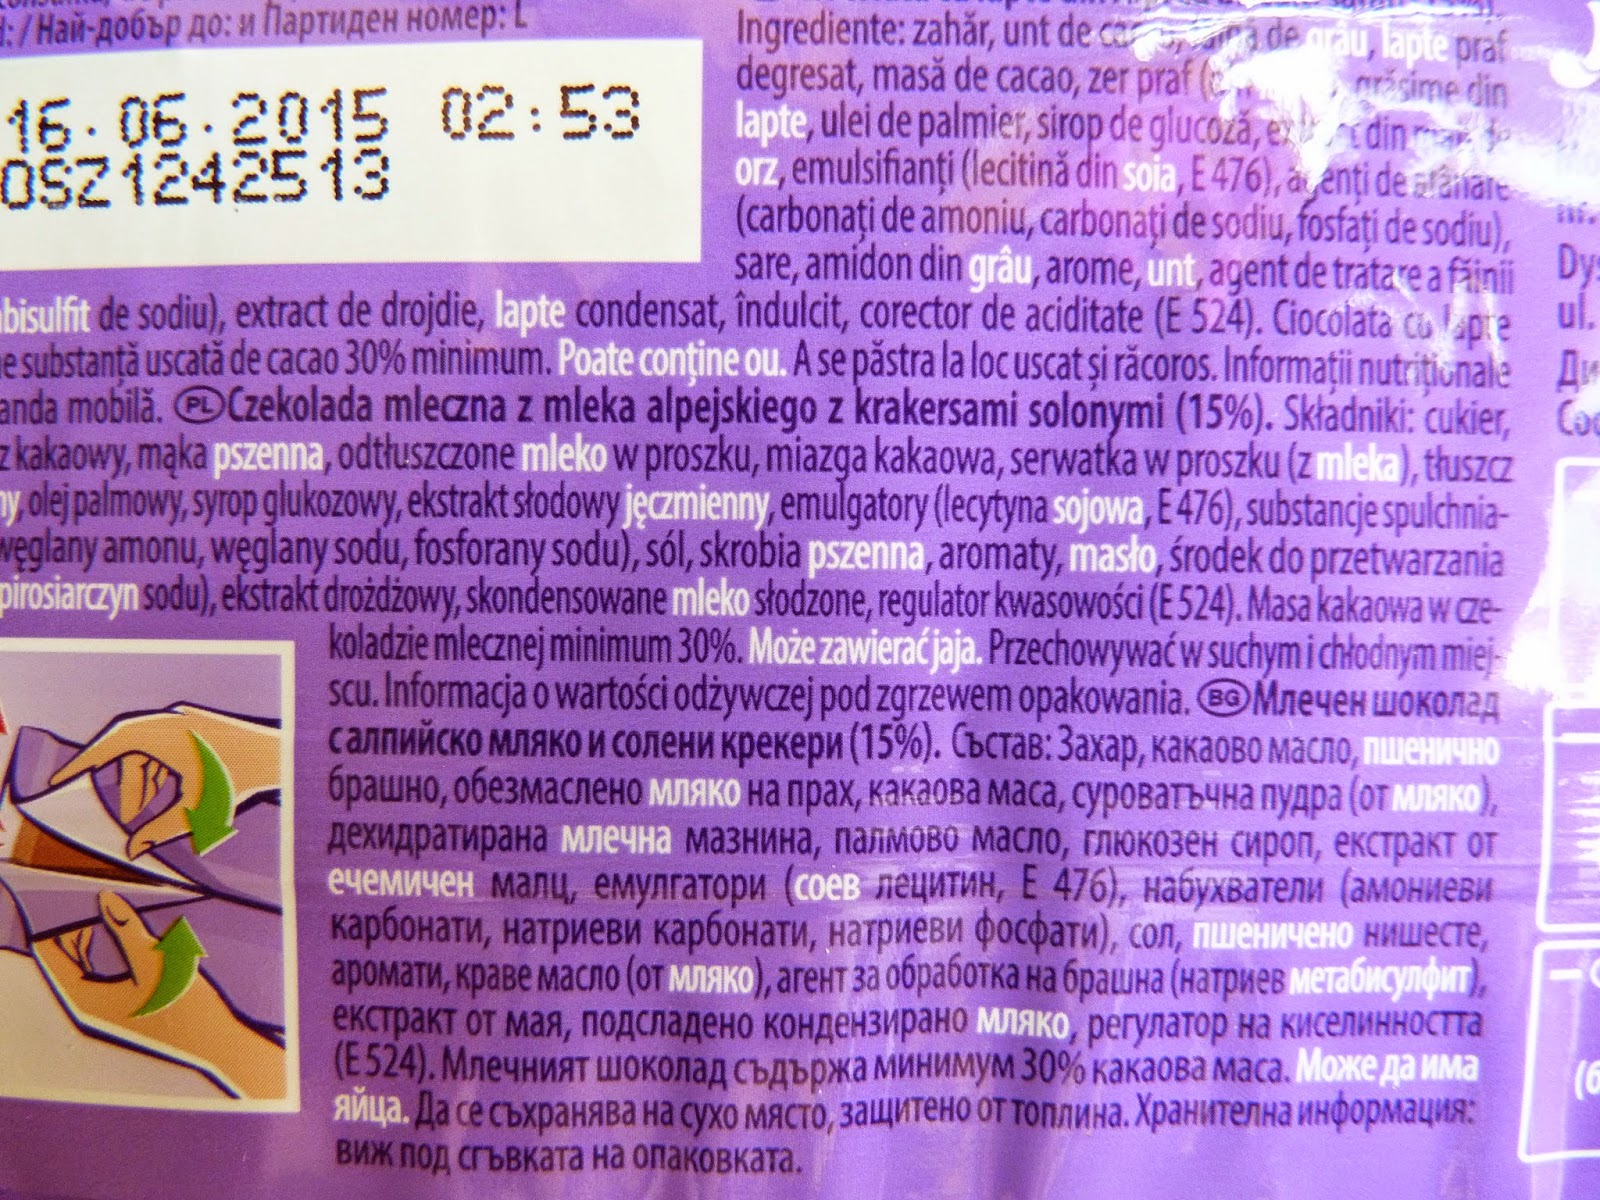 Най-добър до: и Партиден номер: L
16.06.2015 02:53
OSZ1242513
Ingrediente: zahăr, unt de de grâu, lapte praf
degresat, masă de cacao, zer praf grăsime din
lapte, ulei de palmier, sirop de glucoză, din
orz, emulsifianți (lecitină din soia, E 476), agenți de afânare
(carbonați de amoniu, carbonați de sodiu, fosfați de sodiu),
sare, amidon din grâu, arome, unt, agent de tratare a făinii
de sodiu), extract de drojdie, lapte condensat, îndulcit, corector de aciditate (E 524). Ciocolata cu lapte
substanță uscată de cacao 30% minimum. Poate conține ou. A se păstra la loc uscat și răcoros. Informații nutriționale
mobilă. PL Czekolada mleczna z mleka alpejskiego z krakersami solonymi (15%). Składniki: cukier,
kakaowy, mąka pszenna, odtłuszczone mleko w proszku, miazga kakaowa, serwatka w proszku (z mleka), tłuszcz
olej palmowy, syrop glukozowy, ekstrakt słodowy jęczmienny, emulgatory (lecytyna sojowa, E 476), substancje spulchnia-
węglany amonu, węglany sodu, fosforany sodu), sól, skrobia pszenna, aromaty, masło, środek do przetwarzania
pirosiarczyn sodu), ekstrakt drożdżowy, skondensowane mleko słodzone, regulator kwasowości (E 524). Masa kakaowa w cze-
koladzie mlecznej minimum 30%. Może zawierać jaja. Przechowywać w suchym i chłodnym miej-
scu. Informacja o wartości odżywczej pod zgrzewem opakowania. BG Млечен шоколад
с алпийско мляко и солени крекери (15%). Състав: Захар, какаово масло, пшенично
брашно, обезмаслено мляко на прах, какаова маса, суроватъчна пудра (от мляко),
дехидратирана млечна мазнина, палмово масло, глюкозен сироп, екстракт от
ечемичен малц, емулгатори (соев лецитин, E 476), набухватели (амониеви
карбонати, натриеви карбонати, натриеви фосфати), сол, пшеничено нишесте,
аромати, краве масло (от мляко), агент за обработка на брашна (натриев метабисулфит),
екстракт от мая, подсладено кондензирано мляко, регулатор на киселинността
(E 524). Млечният шоколад съдържа минимум 30% какаова маса. Може да има
яйца. Да се съхранява на сухо място, защитено от топлина. Хранителна информация:
виж под сгъвката на опаковката.